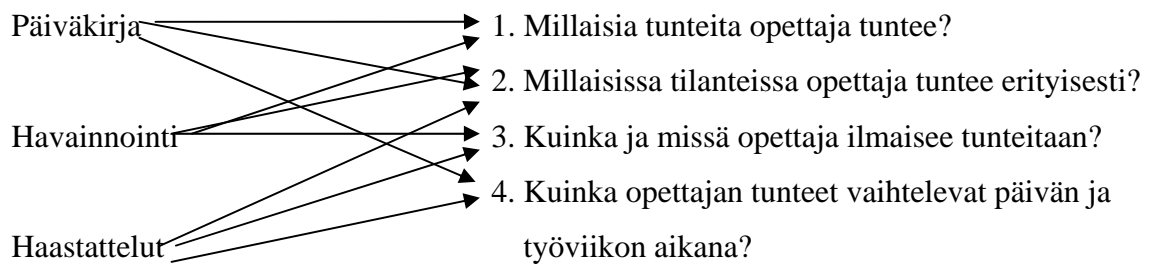 Päiväkirja
1. Millaisia tunteita opettaja tuntee?
2. Millaisissa tilanteissa opettaja tuntee erityisesti?
Havainnointi
3. Kuinka ja missä opettaja ilmaisee tunteitaan?
4. Kuinka opettajan tunteet vaihtelevat päivän ja
Haastattelut
työviikon aikana?